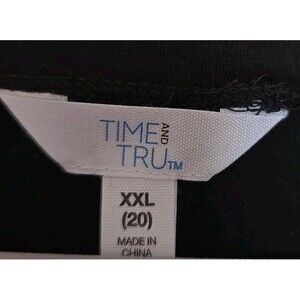 TIME AND
TRU™
XXL
(20)
MADE IN
CHINA